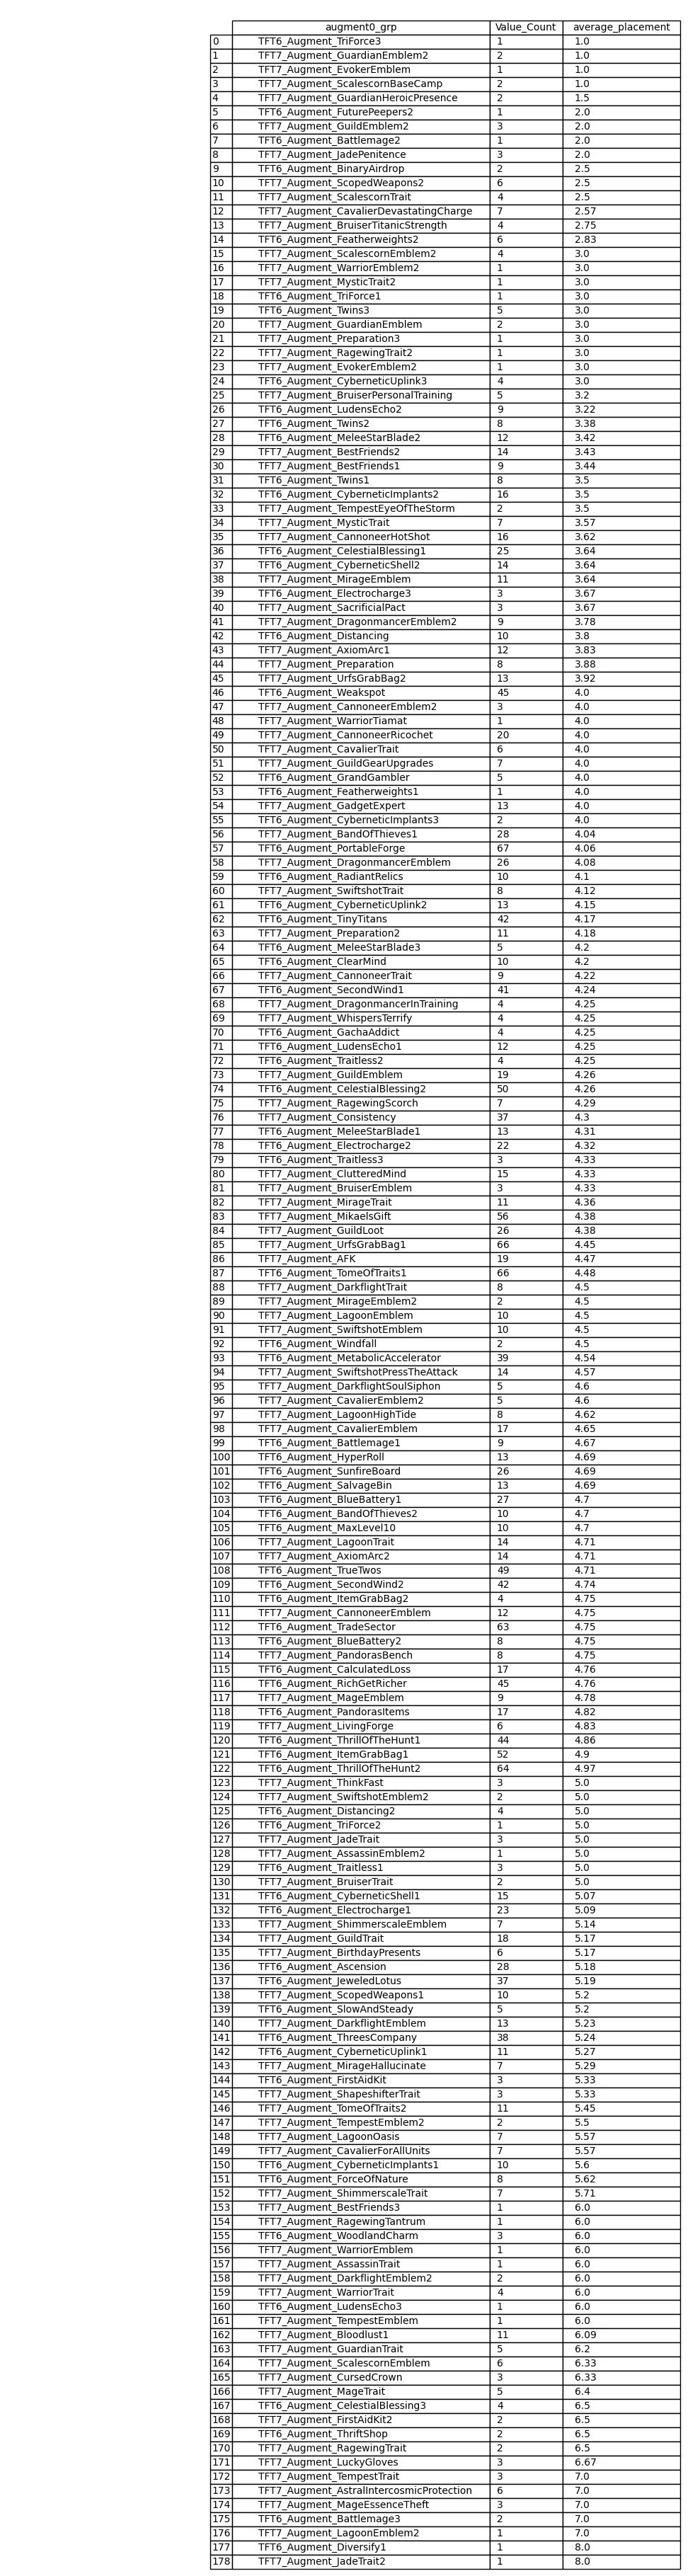 augment0_grp Value_Count average_placement
0 TFT6_Augment_TriForce3 1 1.0
1 TFT7_Augment_GuardianEmblem2 2 1.0
2 TFT7_Augment_EvokerEmblem 1 1.0
3 TFT7_Augment_ScalescornBaseCamp 2 1.0
4 TFT7_Augment_GuardianHeroicPresence 2 1.5
5 TFT6_Augment_FuturePeepers2 1 2.0
6 TFT7_Augment_GuildEmblem2 3 2.0
7 TFT6_Augment_Battlemage2 1 2.0
8 TFT7_Augment_JadePenitence 3 2.0
9 TFT6_Augment_BinaryAirdrop 2 2.5
10 TFT7_Augment_ScopedWeapons2 6 2.5
11 TFT7_Augment_ScalescornTrait 4 2.5
12 TFT7_Augment_CavalierDevastatingCharge 7 2.57
13 TFT7_Augment_BruiserTitanicStrength 4 2.75
14 TFT6_Augment_Featherweights2 6 2.83
15 TFT7_Augment_ScalescornEmblem2 4 3.0
16 TFT7_Augment_WarriorEmblem2 1 3.0
17 TFT7_Augment_MysticTrait2 1 3.0
18 TFT6_Augment_TriForce1 1 3.0
19 TFT6_Augment_Twins3 5 3.0
20 TFT7_Augment_GuardianEmblem 2 3.0
21 TFT7_Augment_Preparation3 1 3.0
22 TFT7_Augment_RagewingTrait2 1 3.0
23 TFT7_Augment_EvokerEmblem2 1 3.0
24 TFT6_Augment_CyberneticUplink3 4 3.0
25 TFT7_Augment_BruiserPersonalTraining 5 3.2
26 TFT6_Augment_LudensEcho2 9 3.22
27 TFT6_Augment_Twins2 8 3.38
28 TFT6_Augment_MeleeStarBlade2 12 3.42
29 TFT7_Augment_BestFriends2 14 3.43
30 TFT7_Augment_BestFriends1 9 3.44
31 TFT6_Augment_Twins1 8 3.5
32 TFT6_Augment_CyberneticImplants2 16 3.5
33 TFT7_Augment_TempestEyeOfTheStorm 2 3.5
34 TFT7_Augment_MysticTrait 7 3.57
35 TFT7_Augment_CannoneerHotShot 16 3.62
36 TFT6_Augment_CelestialBlessing1 25 3.64
37 TFT6_Augment_CyberneticShell2 14 3.64
38 TFT7_Augment_MirageEmblem 11 3.64
39 TFT6_Augment_Electrocharge3 3 3.67
40 TFT7_Augment_SacrificialPact 3 3.67
41 TFT7_Augment_DragonmancerEmblem2 9 3.78
42 TFT6_Augment_Distancing 10 3.8
43 TFT7_Augment_AxiomArc1 12 3.83
44 TFT7_Augment_Preparation 8 3.88
45 TFT7_Augment_UrfsGrabBag2 13 3.92
46 TFT6_Augment_Weakspot 45 4.0
47 TFT7_Augment_CannoneerEmblem2 3 4.0
48 TFT7_Augment_WarriorTiamat 1 4.0
49 TFT7_Augment_CannoneerRicochet 20 4.0
50 TFT7_Augment_CavalierTrait 6 4.0
51 TFT7_Augment_GuildGearUpgrades 7 4.0
52 TFT6_Augment_GrandGambler 5 4.0
53 TFT6_Augment_Featherweights1 1 4.0
54 TFT7_Augment_GadgetExpert 13 4.0
55 TFT6_Augment_CyberneticImplants3 2 4.0
56 TFT7_Augment_BandOfThieves1 28 4.04
57 TFT6_Augment_PortableForge 67 4.06
58 TFT7_Augment_DragonmancerEmblem 26 4.08
59 TFT6_Augment_RadiantRelics 10 4.1
60 TFT7_Augment_SwiftshotTrait 8 4.12
61 TFT6_Augment_CyberneticUplink2 13 4.15
62 TFT6_Augment_TinyTitans 42 4.17
63 TFT7_Augment_Preparation2 11 4.18
64 TFT6_Augment_MeleeStarBlade3 5 4.2
65 TFT6_Augment_ClearMind 10 4.2
66 TFT7_Augment_CannoneerTrait 9 4.22
67 TFT6_Augment_SecondWind1 41 4.24
68 TFT7_Augment_DragonmancerInTraining 4 4.25
69 TFT7_Augment_WhispersTerrify 4 4.25
70 TFT6_Augment_GachaAddict 4 4.25
71 TFT6_Augment_LudensEcho1 12 4.25
72 TFT6_Augment_Traitless2 4 4.25
73 TFT7_Augment_GuildEmblem 19 4.26
74 TFT6_Augment_CelestialBlessing2 50 4.26
75 TFT7_Augment_RagewingScorch 7 4.29
76 TFT7_Augment_Consistency 37 4.3
77 TFT6_Augment_MeleeStarBlade1 13 4.31
78 TFT6_Augment_Electrocharge2 22 4.32
79 TFT6_Augment_Traitless3 3 4.33
80 TFT7_Augment_ClutteredMind 15 4.33
81 TFT7_Augment_BruiserEmblem 3 4.33
82 TFT7_Augment_MirageTrait 11 4.36
83 TFT7_Augment_MikaelsGift 56 4.38
84 TFT7_Augment_GuildLoot 26 4.38
85 TFT7_Augment_UrfsGrabBag1 66 4.45
86 TFT7_Augment_AFK 19 4.47
87 TFT6_Augment_TomeOfTraits1 66 4.48
88 TFT7_Augment_DarkflightTrait 8 4.5
89 TFT7_Augment_MirageEmblem2 2 4.5
90 TFT7_Augment_LagoonEmblem 10 4.5
91 TFT7_Augment_SwiftshotEmblem 10 4.5
92 TFT6_Augment_Windfall 2 4.5
93 TFT6_Augment_MetabolicAccelerator 39 4.54
94 TFT7_Augment_SwiftshotPressTheAttack 14 4.57
95 TFT7_Augment_DarkflightSoulSiphon 5 4.6
96 TFT7_Augment_CavalierEmblem2 5 4.6
97 TFT7_Augment_LagoonHighTide 8 4.62
98 TFT7_Augment_CavalierEmblem 17 4.65
99 TFT6_Augment_Battlemage1 9 4.67
100 TFT6_Augment_HyperRoll 13 4.69
101 TFT6_Augment_SunfireBoard 26 4.69
102 TFT6_Augment_SalvageBin 13 4.69
103 TFT6_Augment_BlueBattery1 27 4.7
104 TFT6_Augment_BandOfThieves2 10 4.7
105 TFT6_Augment_MaxLevel10 10 4.7
106 TFT7_Augment_LagoonTrait 14 4.71
107 TFT7_Augment_AxiomArc2 14 4.71
108 TFT6_Augment_TrueTwos 49 4.71
109 TFT6_Augment_SecondWind2 42 4.74
110 TFT6_Augment_ItemGrabBag2 4 4.75
111 TFT7_Augment_CannoneerEmblem 12 4.75
112 TFT6_Augment_TradeSector 63 4.75
113 TFT6_Augment_BlueBattery2 8 4.75
114 TFT7_Augment_PandorasBench 8 4.75
115 TFT6_Augment_CalculatedLoss 17 4.76
116 TFT6_Augment_RichGetRicher 45 4.76
117 TFT7_Augment_MageEmblem 9 4.78
118 TFT6_Augment_PandorasItems 17 4.82
119 TFT7_Augment_LivingForge 6 4.83
120 TFT6_Augment_ThrillOfTheHunt1 44 4.86
121 TFT6_Augment_ItemGrabBag1 52 4.9
122 TFT6_Augment_ThrillOfTheHunt2 64 4.97
123 TFT7_Augment_ThinkFast 3 5.0
124 TFT7_Augment_SwiftshotEmblem2 2 5.0
125 TFT6_Augment_Distancing2 4 5.0
126 TFT6_Augment_TriForce2 1 5.0
127 TFT7_Augment_JadeTrait 3 5.0
128 TFT7_Augment_AssassinEmblem2 1 5.0
129 TFT6_Augment_Traitless1 3 5.0
130 TFT7_Augment_BruiserTrait 2 5.0
131 TFT6_Augment_CyberneticShell1 15 5.07
132 TFT6_Augment_Electrocharge1 23 5.09
133 TFT7_Augment_ShimmerscaleEmblem 7 5.14
134 TFT7_Augment_GuildTrait 18 5.17
135 TFT7_Augment_BirthdayPresents 6 5.17
136 TFT6_Augment_Ascension 28 5.18
137 TFT6_Augment_JeweledLotus 37 5.19
138 TFT7_Augment_ScopedWeapons1 10 5.2
139 TFT6_Augment_SlowAndSteady 5 5.2
140 TFT7_Augment_DarkflightEmblem 13 5.23
141 TFT6_Augment_ThreesCompany 38 5.24
142 TFT6_Augment_CyberneticUplink1 11 5.27
143 TFT7_Augment_MirageHallucinate 7 5.29
144 TFT6_Augment_FirstAidKit 3 5.33
145 TFT7_Augment_ShapeshifterTrait 3 5.33
146 TFT6_Augment_TomeOfTraits2 11 5.45
147 TFT7_Augment_TempestEmblem2 2 5.5
148 TFT7_Augment_LagoonOasis 7 5.57
149 TFT7_Augment_CavalierForAllUnits 7 5.57
150 TFT6_Augment_CyberneticImplants1 10 5.6
151 TFT6_Augment_ForceOfNature 8 5.62
152 TFT7_Augment_ShimmerscaleTrait 7 5.71
153 TFT7_Augment_BestFriends3 1 6.0
154 TFT7_Augment_RagewingTantrum 1 6.0
155 TFT6_Augment_WoodlandCharm 3 6.0
156 TFT7_Augment_WarriorEmblem 1 6.0
157 TFT7_Augment_AssassinTrait 1 6.0
158 TFT7_Augment_DarkflightEmblem2 2 6.0
159 TFT7_Augment_WarriorTrait 4 6.0
160 TFT6_Augment_LudensEcho3 1 6.0
161 TFT7_Augment_TempestEmblem 1 6.0
162 TFT7_Augment_Bloodlust1 11 6.09
163 TFT7_Augment_GuardianTrait 5 6.2
164 TFT7_Augment_ScalescornEmblem 6 6.33
165 TFT7_Augment_CursedCrown 3 6.33
166 TFT7_Augment_MageTrait 5 6.4
167 TFT6_Augment_CelestialBlessing3 4 6.5
168 TFT7_Augment_FirstAidKit2 2 6.5
169 TFT6_Augment_ThriftShop 2 6.5
170 TFT7_Augment_RagewingTrait 2 6.5
171 TFT7_Augment_LuckyGloves 3 6.67
172 TFT7_Augment_TempestTrait 3 7.0
173 TFT7_Augment_AstralIntercosmicProtection 6 7.0
174 TFT7_Augment_MageEssenceTheft 3 7.0
175 TFT6_Augment_Battlemage3 2 7.0
176 TFT7_Augment_LagoonEmblem2 1 7.0
177 TFT6_Augment_Diversify1 1 8.0
178 TFT7_Augment_JadeTrait2 1 8.0